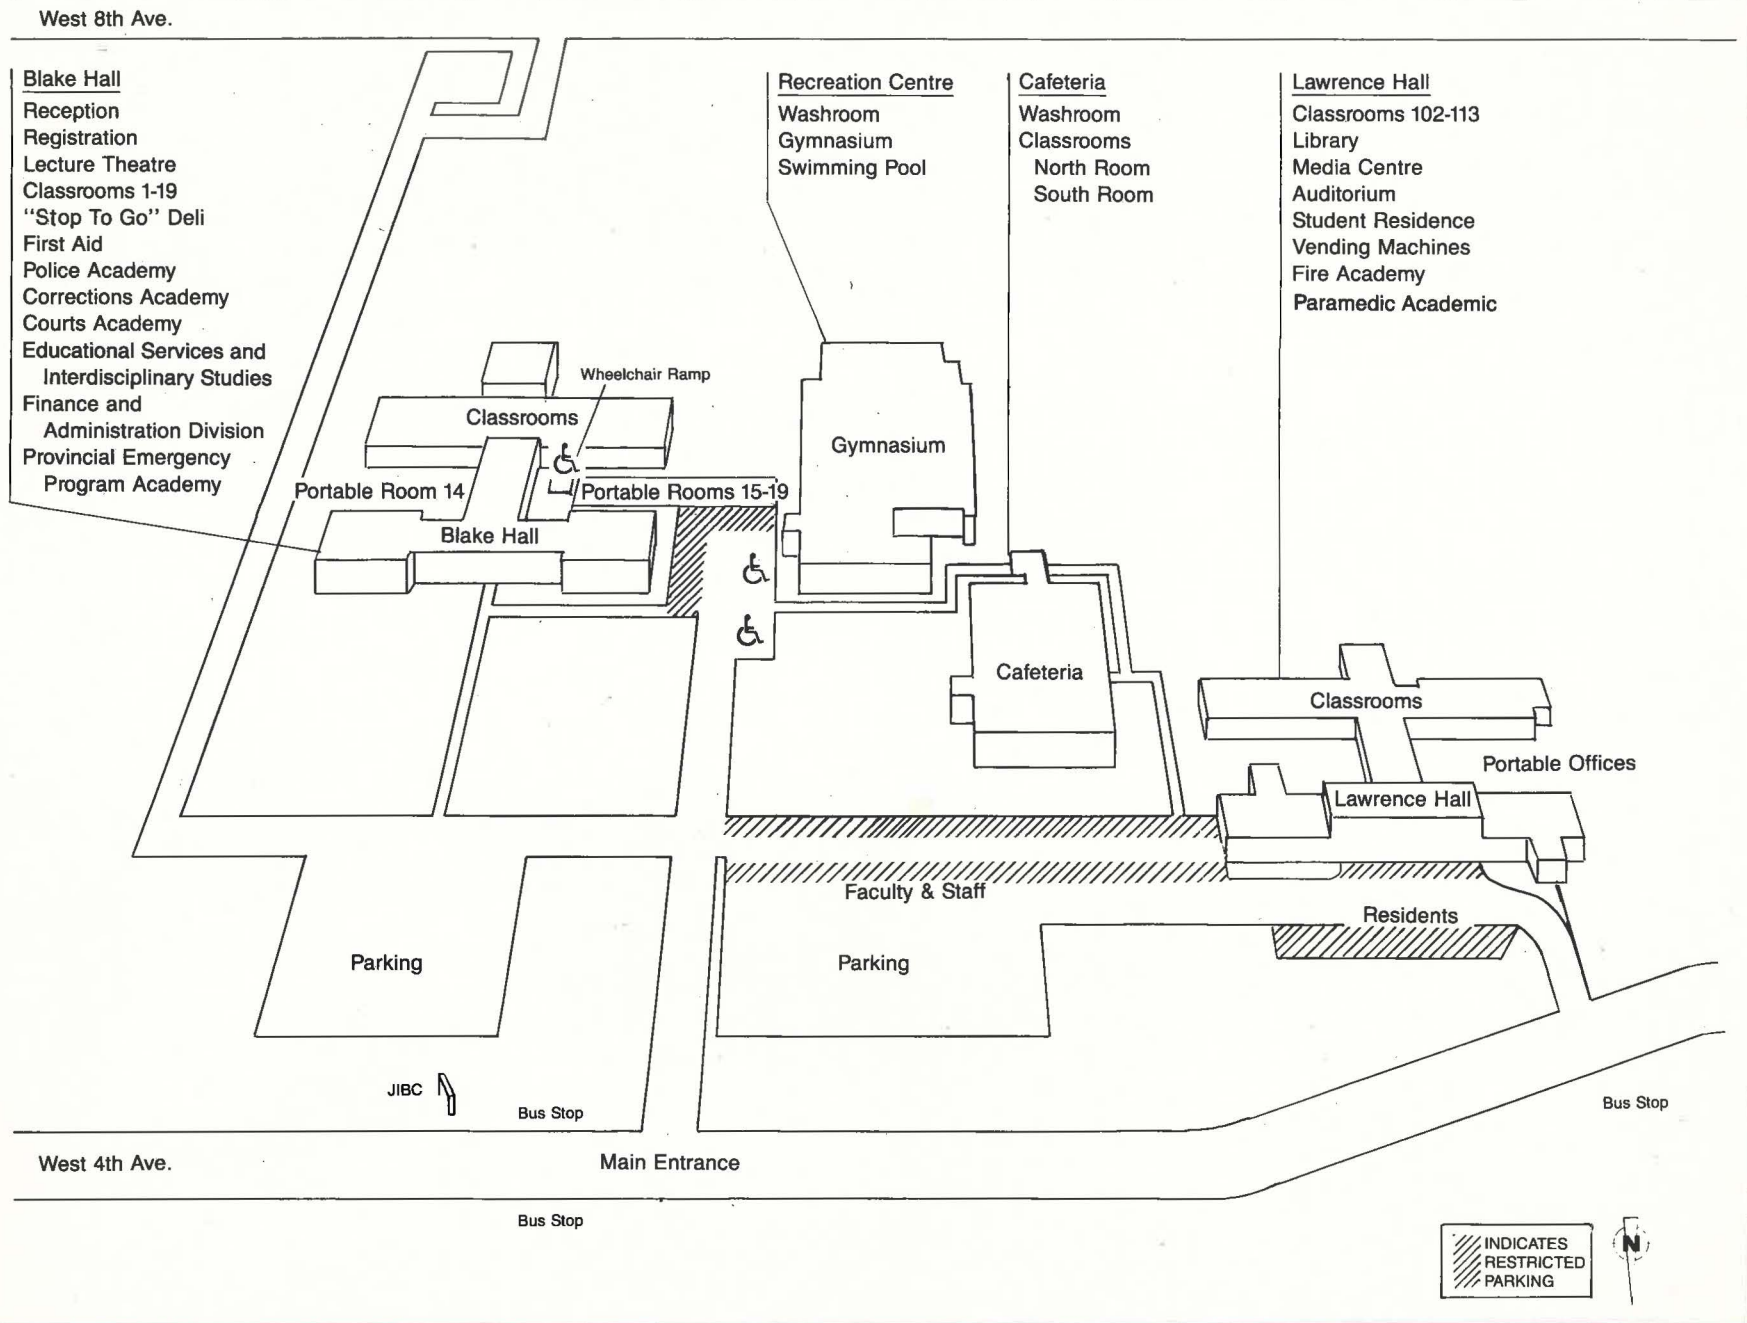 West 8th Ave.
Blake Hall
Reception
Registration
Lecture Theatre
Classrooms 1-19
"Stop To Go" Deli
First Aid
Police Academy
Corrections Academy
Courts Academy
Educational Services and
Interdisciplinary Studies
Finance and
Administration Division
Provincial Emergency
Program Academy
Recreation Centre
Washroom
Gymnasium
Swimming Pool
Cafeteria
Washroom
Classrooms
North Room
South Room
Lawrence Hall
Classrooms 102-113
Library
Media Centre
Auditorium
Student Residence
Vending Machines
Fire Academy
Paramedic Academic
Wheelchair Ramp
Classrooms
Gymnasium
Portable Room 14
Portable Rooms 15-19
Blake Hall
Cafeteria
Classrooms
Portable Offices
Lawrence Hall
Faculty & Staff
Residents
Parking
Parking
JIBC
Bus Stop
Bus Stop
West 4th Ave.
Main Entrance
Bus Stop
INDICATES
RESTRICTED
PARKING
N